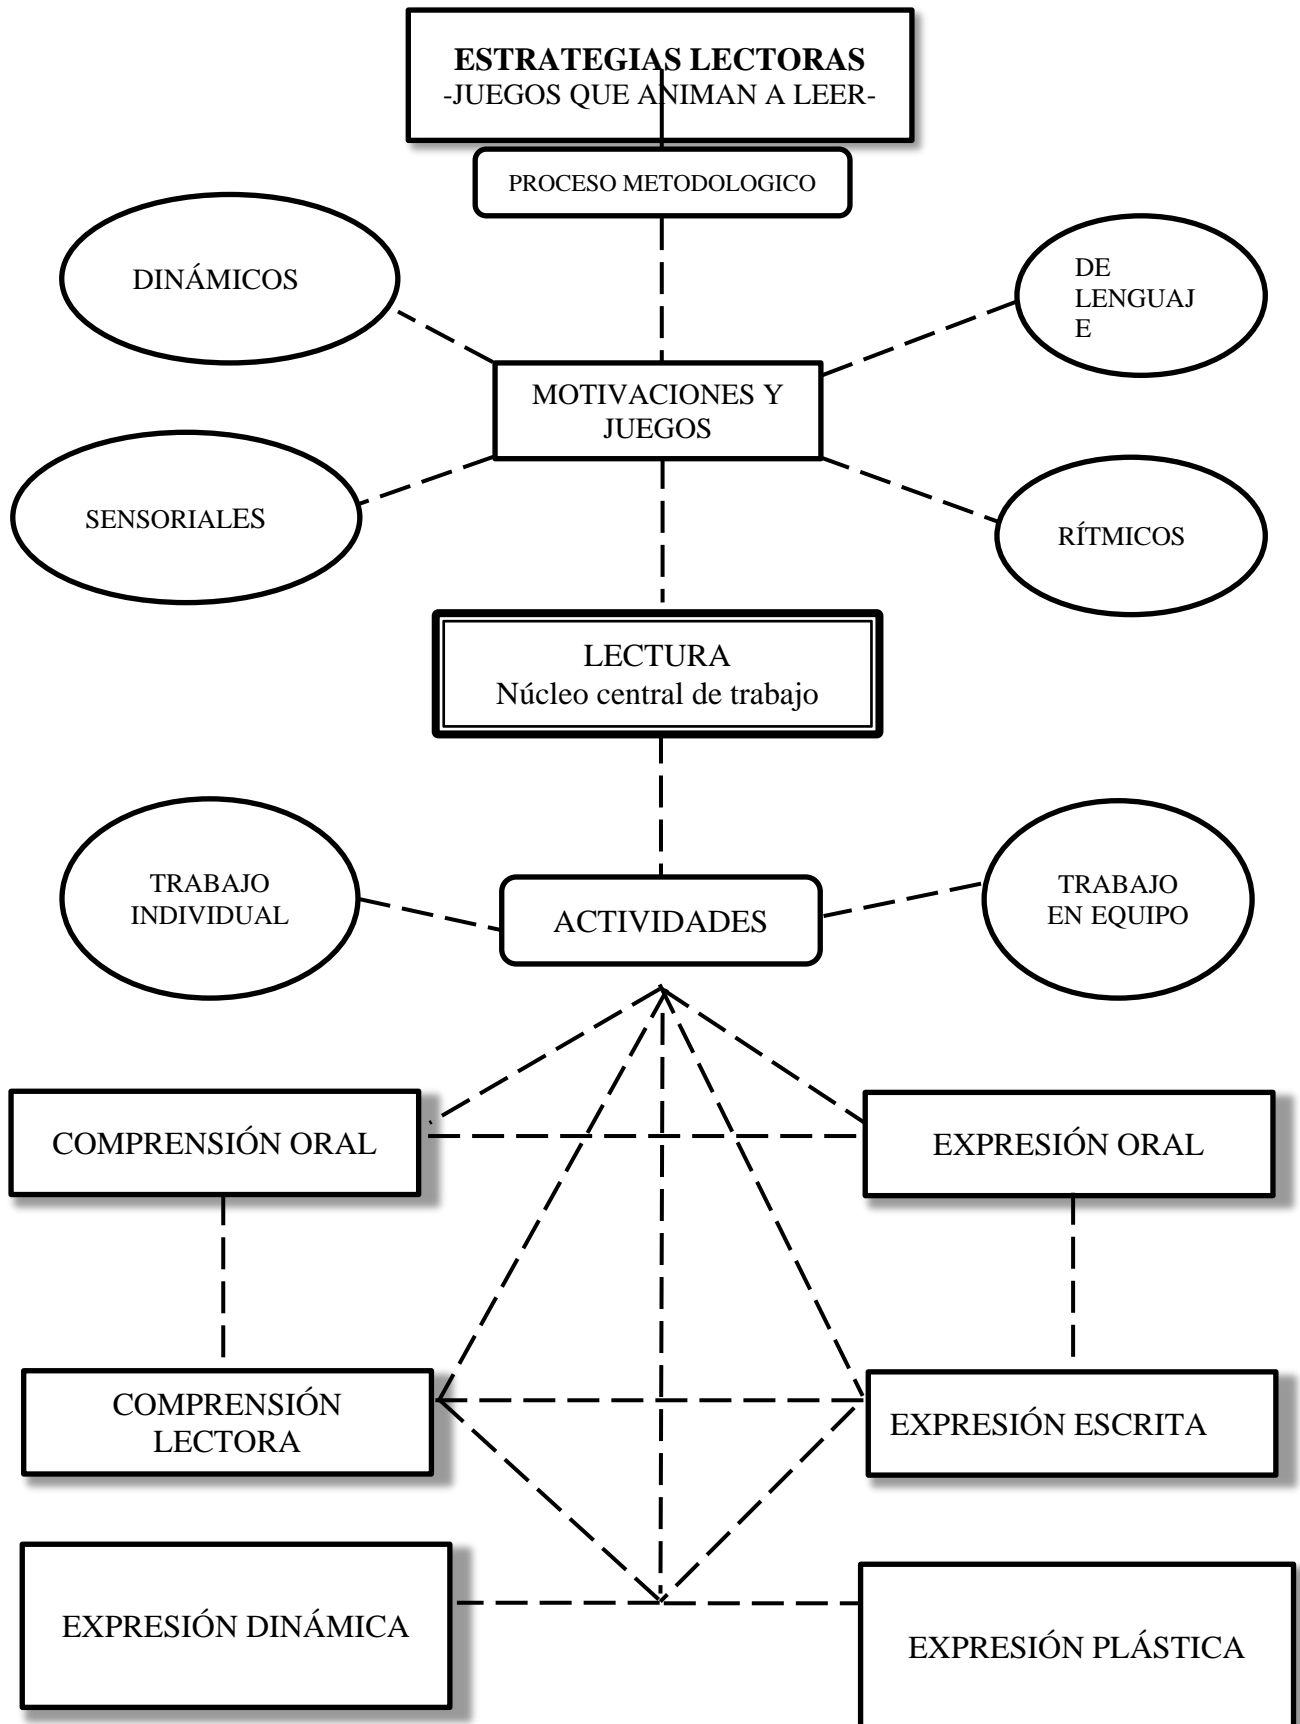 ESTRATEGIAS LECTORAS
-JUEGOS QUE ANIMAN A LEER-
PROCESO METODOLOGICO
DINÁMICOS
DE
LENGUAJ
E
MOTIVACIONES Y
JUEGOS
SENSORIALES
RÍTMICOS
LECTURA
Núcleo central de trabajo
TRABAJO
INDIVIDUAL
ACTIVIDADES
TRABAJO
EN EQUIPO
COMPRENSIÓN ORAL
EXPRESIÓN ORAL
COMPRENSIÓN
LECTORA
EXPRESIÓN ESCRITA
EXPRESIÓN DINÁMICA
EXPRESIÓN PLÁSTICA